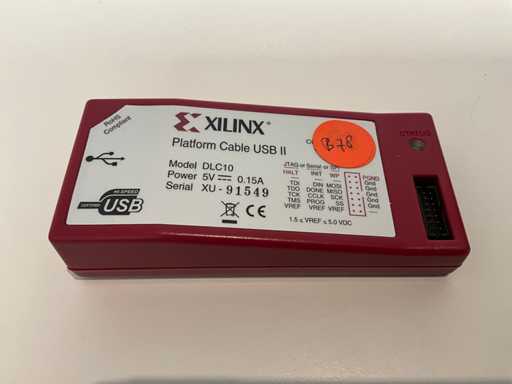 RoHS
Compliant
XILINX®
Platform Cable USB II
B78
STATUS
Model DLC10
Power 5V 0.15A
Serial XU - 91549
HI-SPEED
CERTIFIED USB
JTAG or Serial or SPI
HALT INIT WP PGND
TDI DIN MOSI Gnd
TDO DONE MISO Gnd
TCK CCLK SCK Gnd
TMS PROG SS Gnd
VREF VREF VREF Gnd
1.5 ≤ VREF ≤ 5.0 VDC